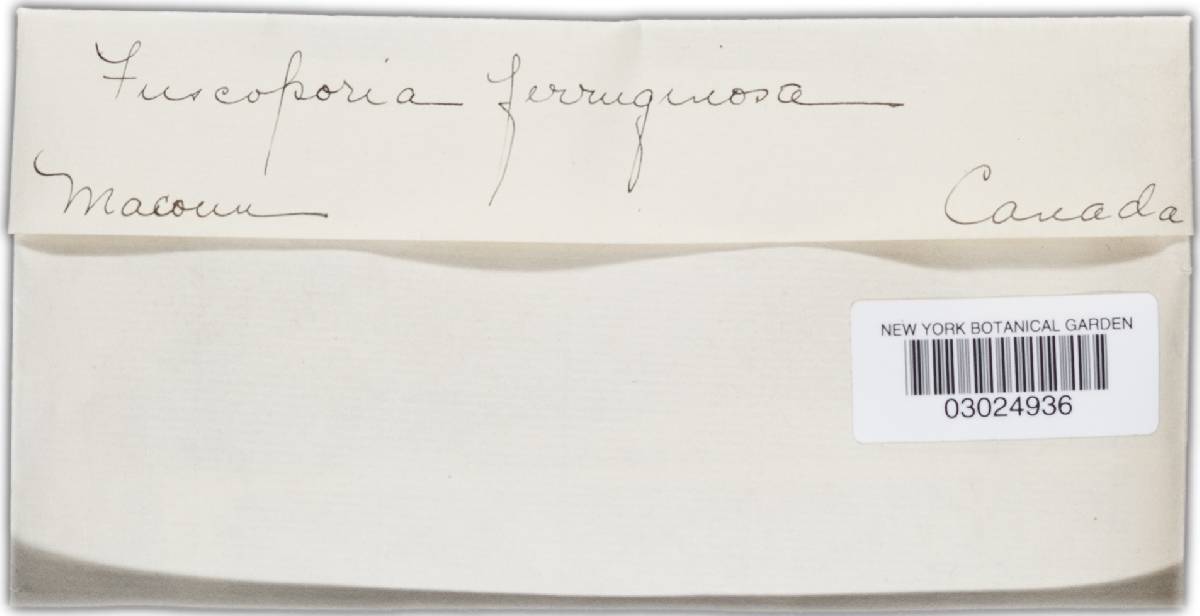 Fuscoporia ferruginosa
Macoun Canada
NEW YORK BOTANICAL GARDEN
03024936